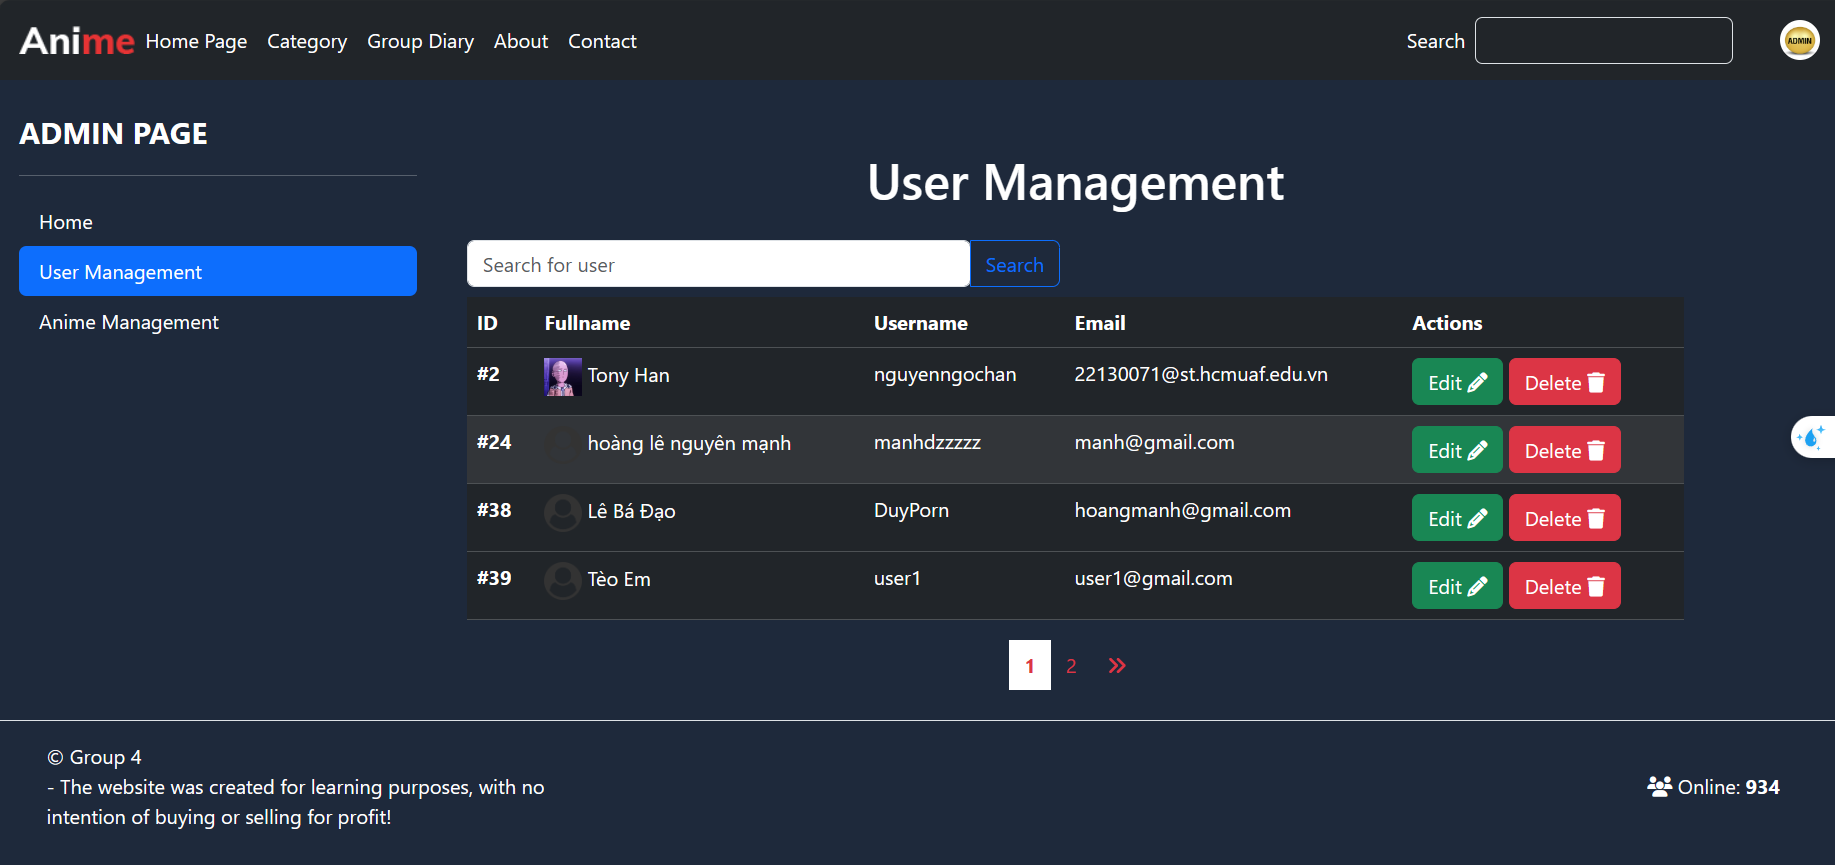 Anime Home Page Category Group Diary About Contact Search ADMIN
ADMIN PAGE
Home
User Management
Anime Management
User Management
Search for user Search
ID Fullname Username Email Actions
#2 Tony Han nguyenngochan 22130071@st.hcmuaf.edu.vn Edit Delete
#24 hoàng lê nguyên mạnh manhdzzzzz manh@gmail.com Edit Delete
#38 Lê Bá Đạo DuyPorn hoangmanh@gmail.com Edit Delete
#39 Tèo Em user1 user1@gmail.com Edit Delete
1 2 »
© Group 4
- The website was created for learning purposes, with no
intention of buying or selling for profit!
Online: 934